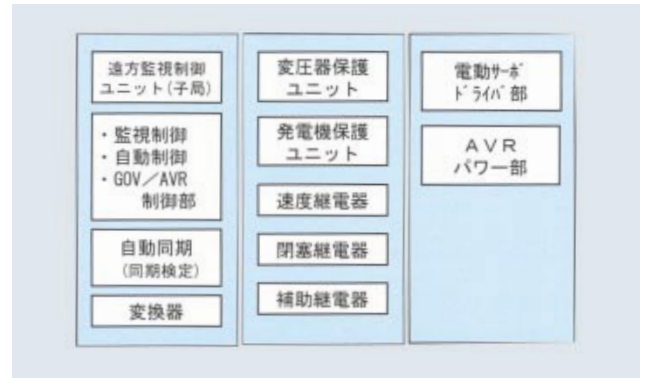 遠方監視制御
ユニット(子局)
・監視制御
・自動制御
・GOV／AVR
制御部
自動同期
(同期検定)
変換器
変圧器保護
ユニット
発電機保護
ユニット
速度継電器
閉塞継電器
補助継電器
電動ｻｰﾎﾞ
ﾄﾞﾗｲﾊﾞ部
ＡＶＲ
パワー部